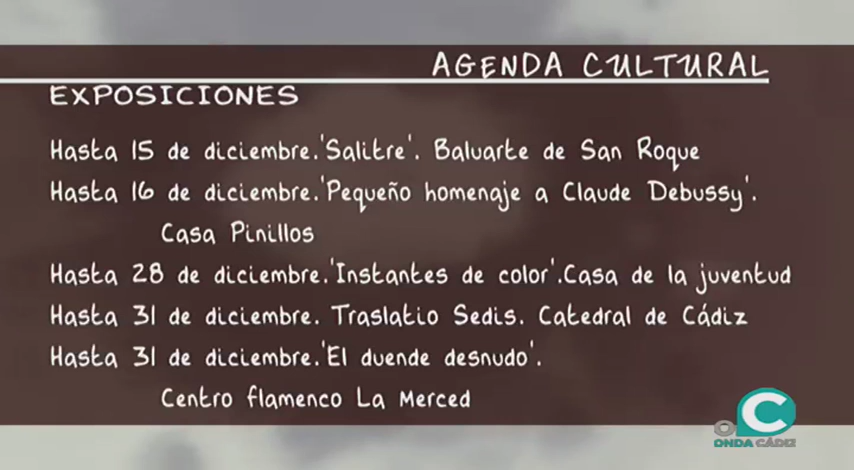 AGENDA CULTURAL
EXPOSICIONES
Hasta 15 de diciembre.'Salitre'. Baluarte de San Roque
Hasta 16 de diciembre.'Pequeño homenaje a Claude Debussy'.
Casa Pinillos
Hasta 28 de diciembre.'Instantes de color'.Casa de la juventud
Hasta 31 de diciembre. Traslatio Sedis. Catedral de Cádiz
Hasta 31 de diciembre.'El duende desnudo'.
Centro flamenco La Merced
OC
ONDA CÁDIZ